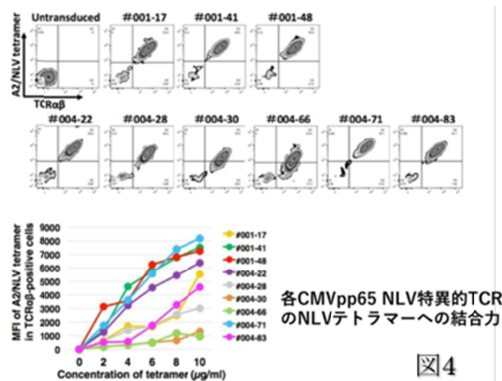 Untransduced #001-17 #001-41 #001-48
A2/NLV tetramer
TCRαβ
#004-22 #004-28 #004-30 #004-66 #004-71 #004-83
MFI of A2/NLV tetramer
in TCRαβ-positive cells
9000
8000
7000
6000
5000
4000
3000
2000
1000
0
0 2 4 6 8 10
Concentration of tetramer (μg/ml)
#001-17
#001-41
#001-48
#004-22
#004-28
#004-30
#004-66
#004-71
#004-83
各CMVpp65 NLV特異的TCR
のNLVテトラマーへの結合力
図4